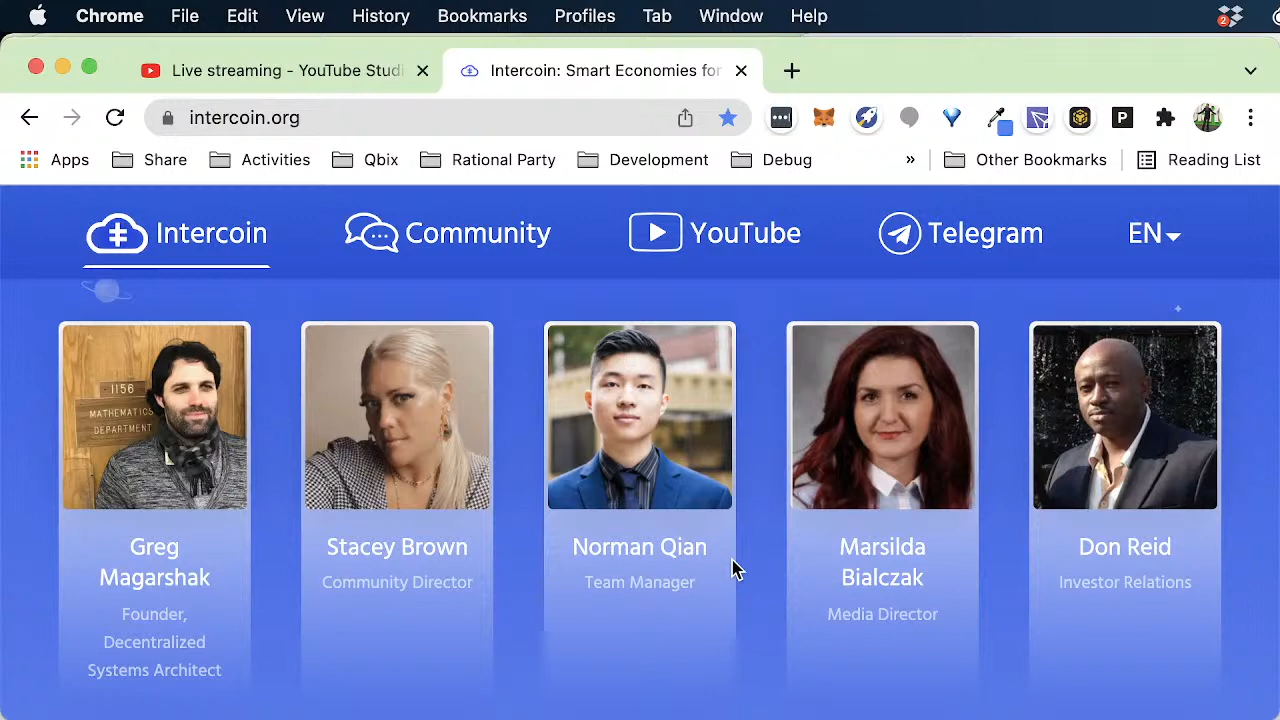 Chrome File Edit View History Bookmarks Profiles Tab Window Help 2
Live streaming - YouTube Studi Intercoin: Smart Economies for
intercoin.org P
Apps Share Activities Qbix Rational Party Development Debug » Other Bookmarks Reading List
Intercoin Community YouTube Telegram EN
1156
MATHEMATICS
DEPARTMENT
Greg
Magarshak
Founder,
Decentralized
Systems Architect
Stacey Brown
Community Director
Norman Qian
Team Manager
Marsilda
Bialczak
Media Director
Don Reid
Investor Relations